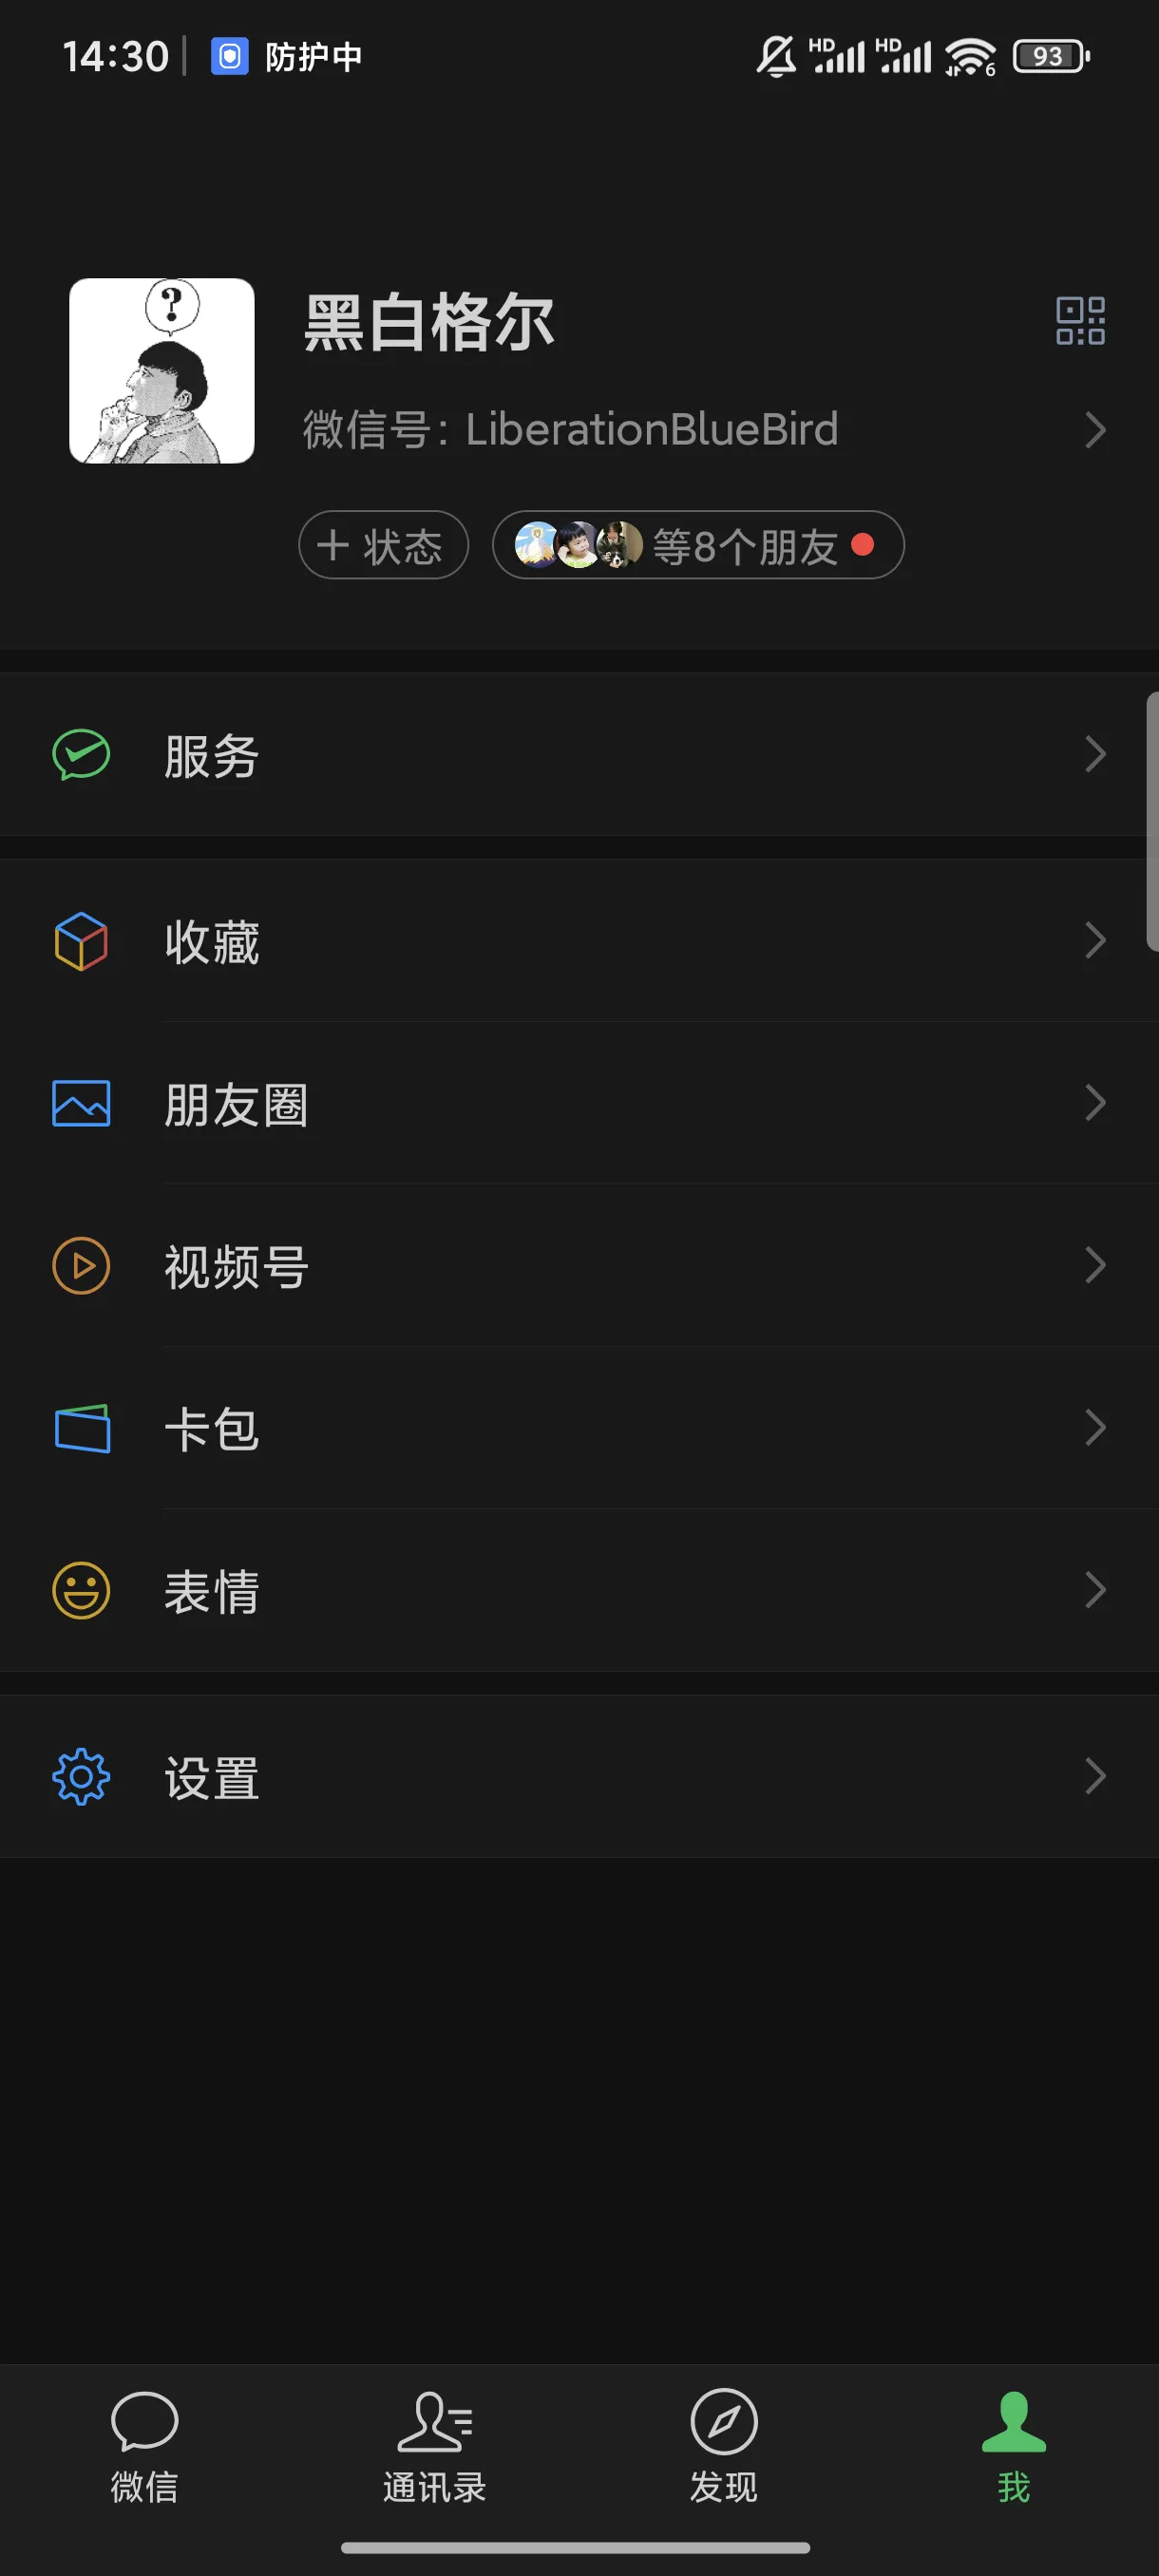 14:30 防护中 HD HD 6 93
?
黑白格尔
微信号：LiberationBlueBird
+ 状态 等8个朋友
服务
收藏
朋友圈
视频号
卡包
表情
设置
微信 通讯录 发现 我